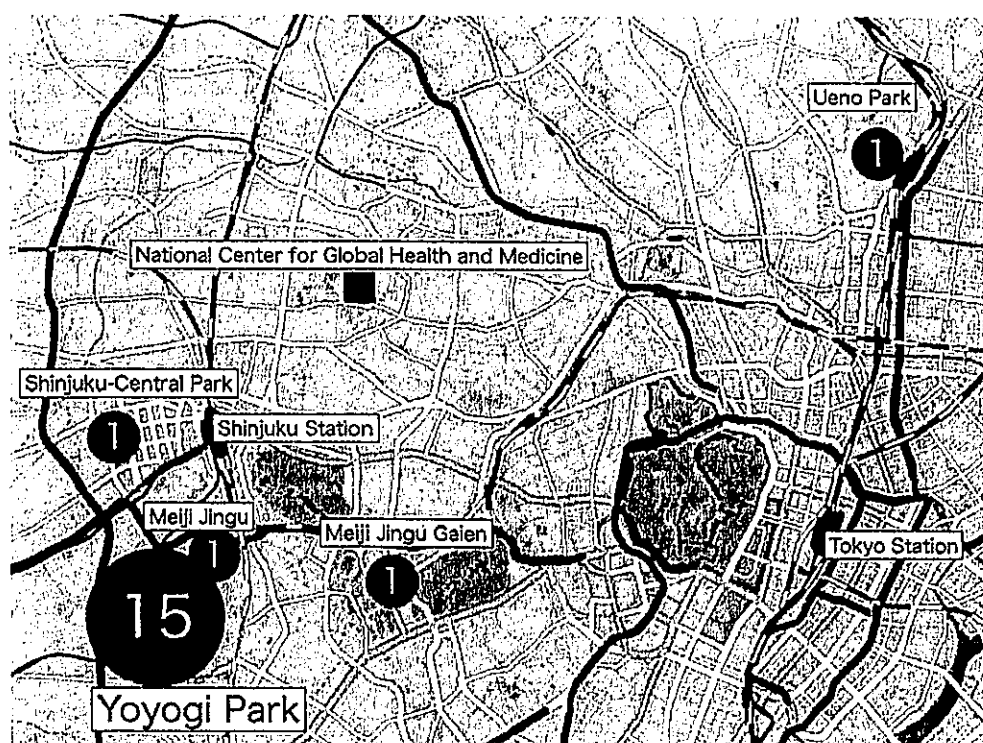 Ueno Park
1
National Center for Global Health and Medicine
Shinjuku-Central Park
1
Shinjuku Station
Meiji Jingu
1
Meiji Jingu Gaien
1
Tokyo Station
15
Yoyogi Park